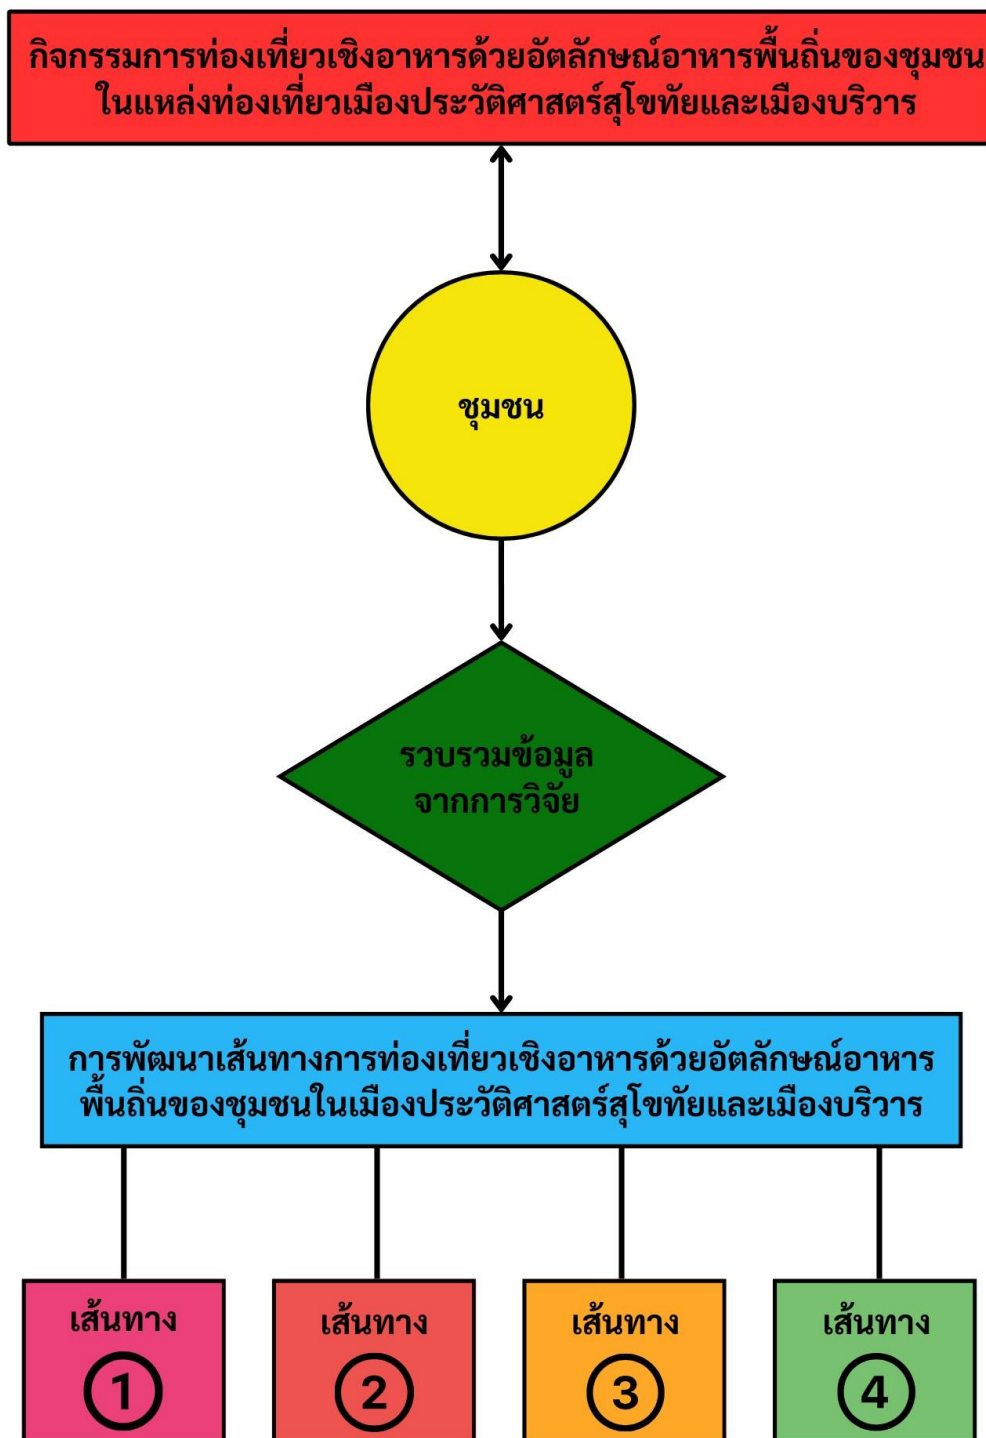 กิจกรรมการท่องเที่ยวเชิงอาหารด้วยอัตลักษณ์อาหารพื้นถิ่นของชุมชน
ในแหล่งท่องเที่ยวเมืองประวัติศาสตร์สุโขทัยและเมืองบริวาร
ชุมชน
รวบรวมข้อมูล
จากการวิจัย
การพัฒนาเส้นทางการท่องเที่ยวเชิงอาหารด้วยอัตลักษณ์อาหาร
พื้นถิ่นของชุมชนในเมืองประวัติศาสตร์สุโขทัยและเมืองบริวาร
เส้นทาง
1
เส้นทาง
2
เส้นทาง
3
เส้นทาง
4